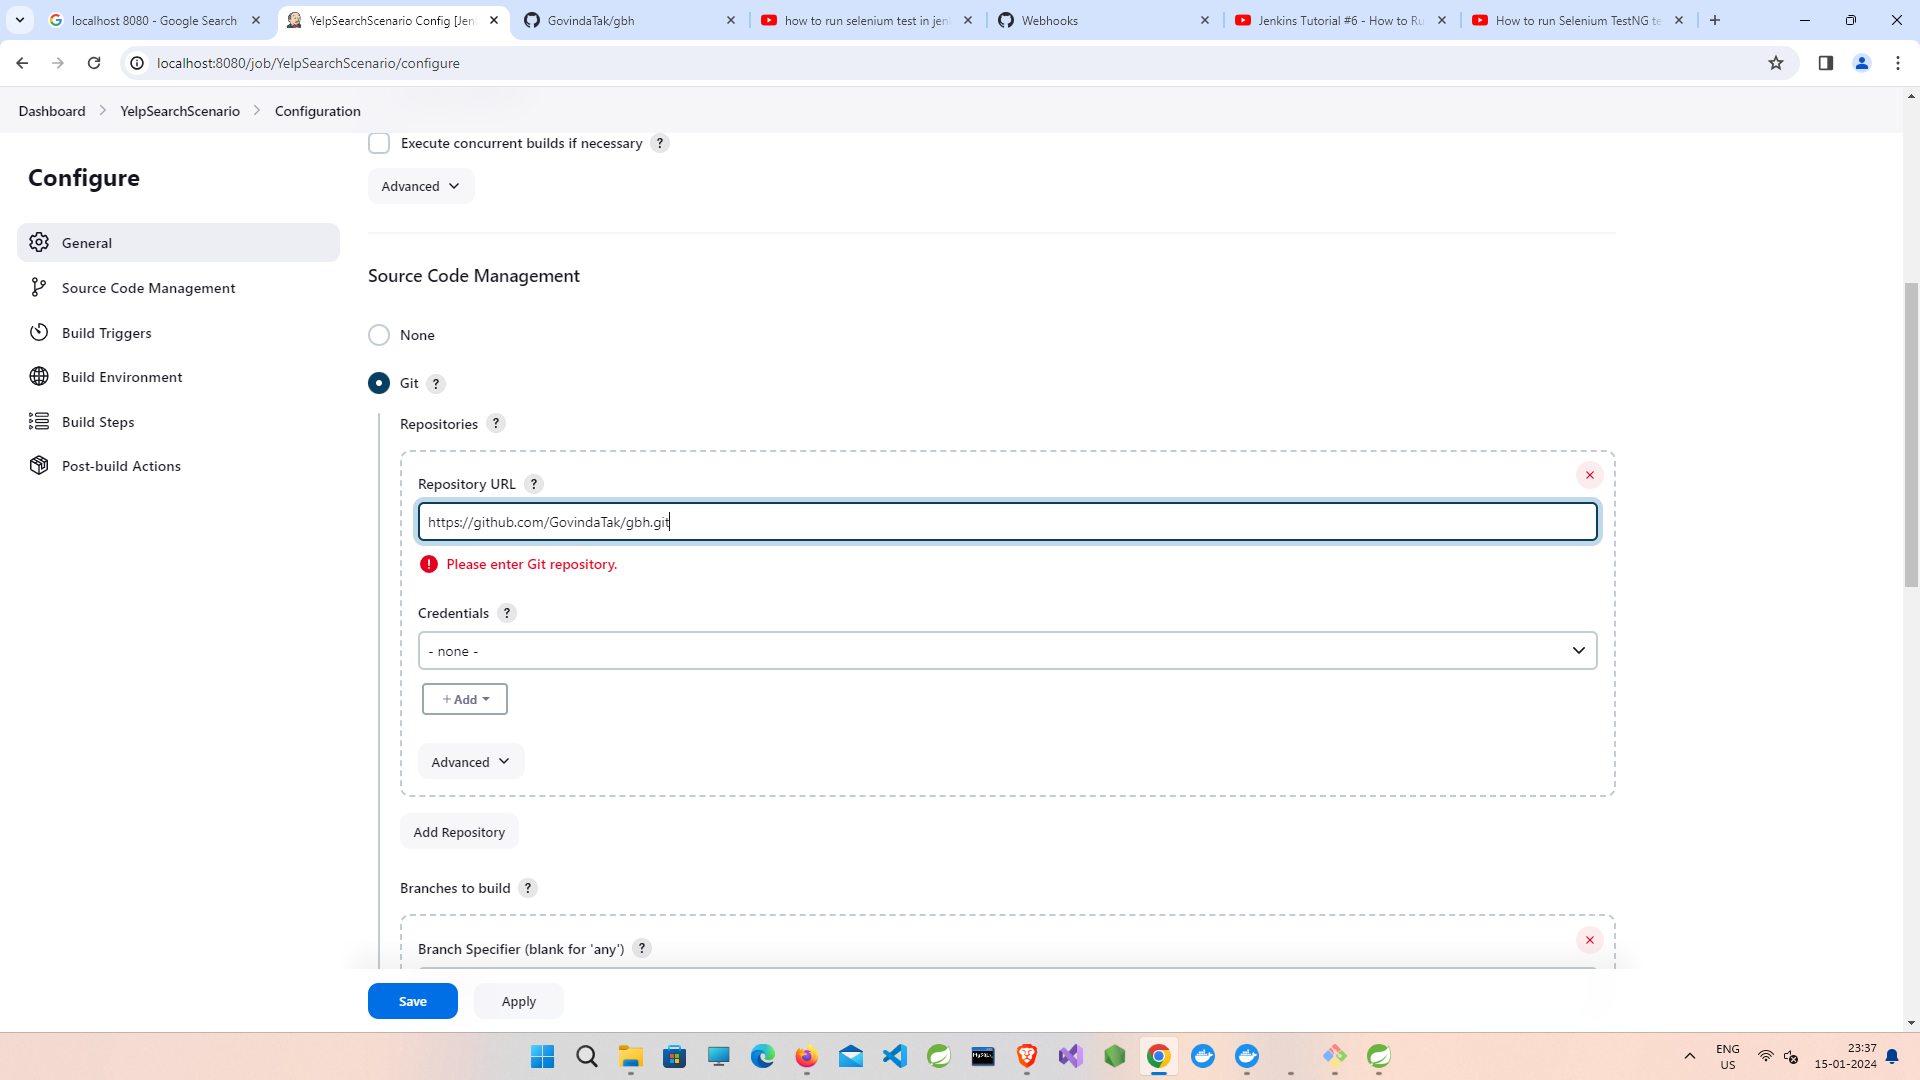 localhost 8080 - Google Search
YelpSearchScenario Config [Jen
GovindaTak/gbh
how to run selenium test in jen
Webhooks
Jenkins Tutorial #6 - How to Ru
How to run Selenium TestNG te
localhost:8080/job/YelpSearchScenario/configure
Dashboard > YelpSearchScenario > Configuration
Configure
General
Source Code Management
Build Triggers
Build Environment
Build Steps
Post-build Actions
Execute concurrent builds if necessary ?
Advanced
Source Code Management
None
Git ?
Repositories ?
Repository URL ?
https://github.com/GovindaTak/gbh.git
! Please enter Git repository.
Credentials ?
- none -
+ Add
Advanced
Add Repository
Branches to build ?
Branch Specifier (blank for 'any') ?
Save
Apply
ENG
US
23:37
15-01-2024